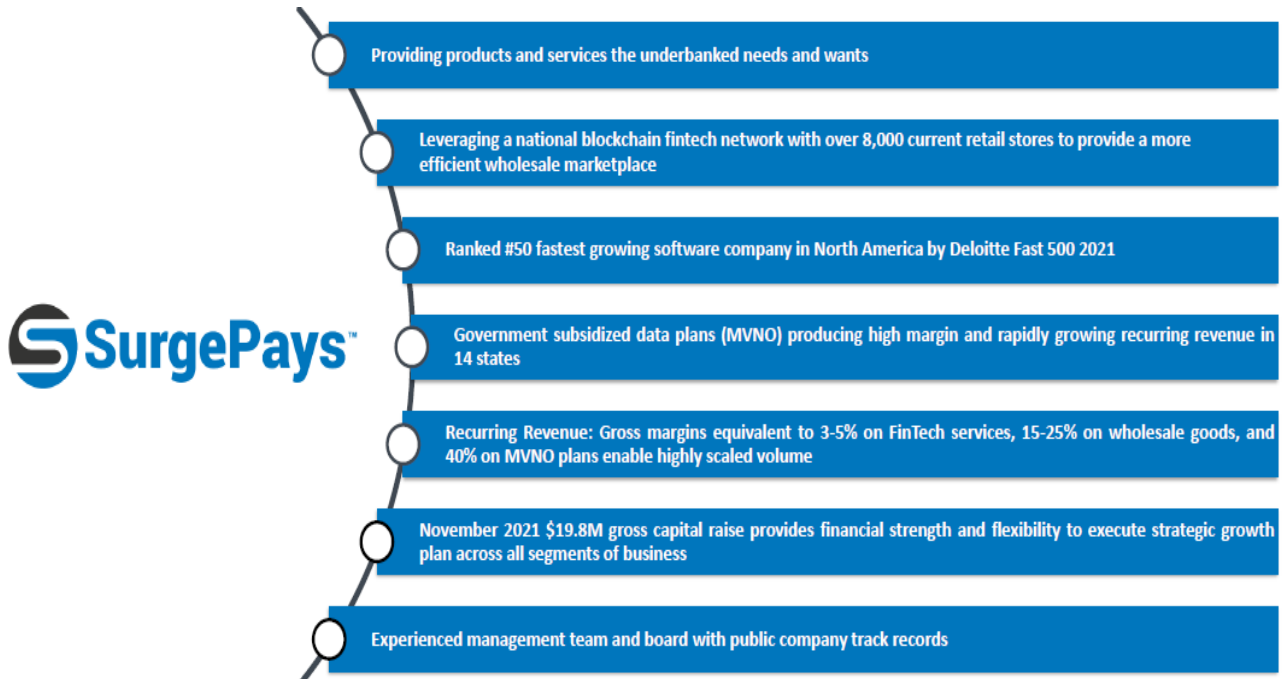 Providing products and services the underbanked needs and wants
Leveraging a national blockchain fintech network with over 8,000 current retail stores to provide a more
efficient wholesale marketplace
Ranked #50 fastest growing software company in North America by Deloitte Fast 500 2021
SurgePays™
Government subsidized data plans (MVNO) producing high margin and rapidly growing recurring revenue in
14 states
Recurring Revenue: Gross margins equivalent to 3-5% on FinTech services, 15-25% on wholesale goods, and
40% on MVNO plans enable highly scaled volume
November 2021 $19.8M gross capital raise provides financial strength and flexibility to execute strategic growth
plan across all segments of business
Experienced management team and board with public company track records